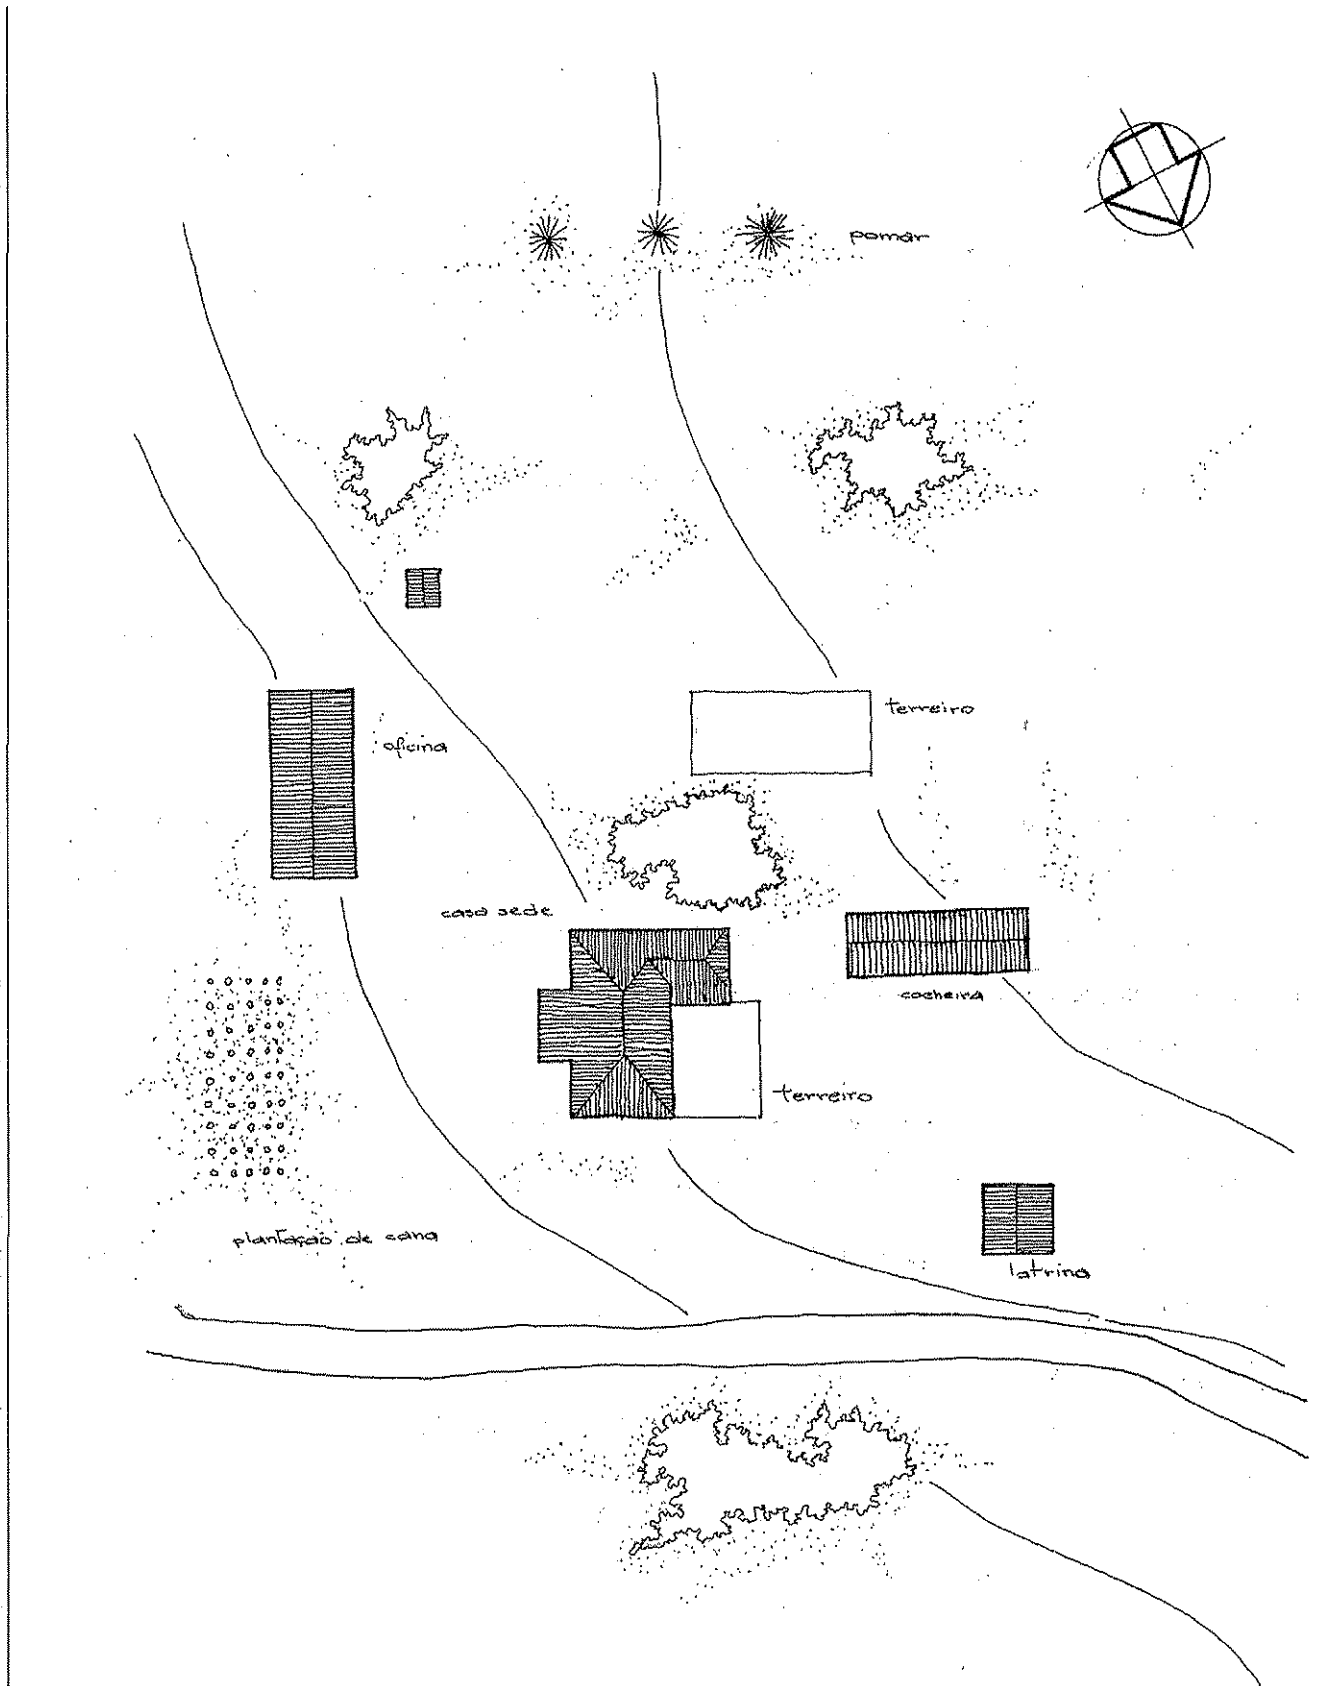 pomar
terreiro
oficina
casa sede
cocheira
terreiro
plantação de cana
latrina